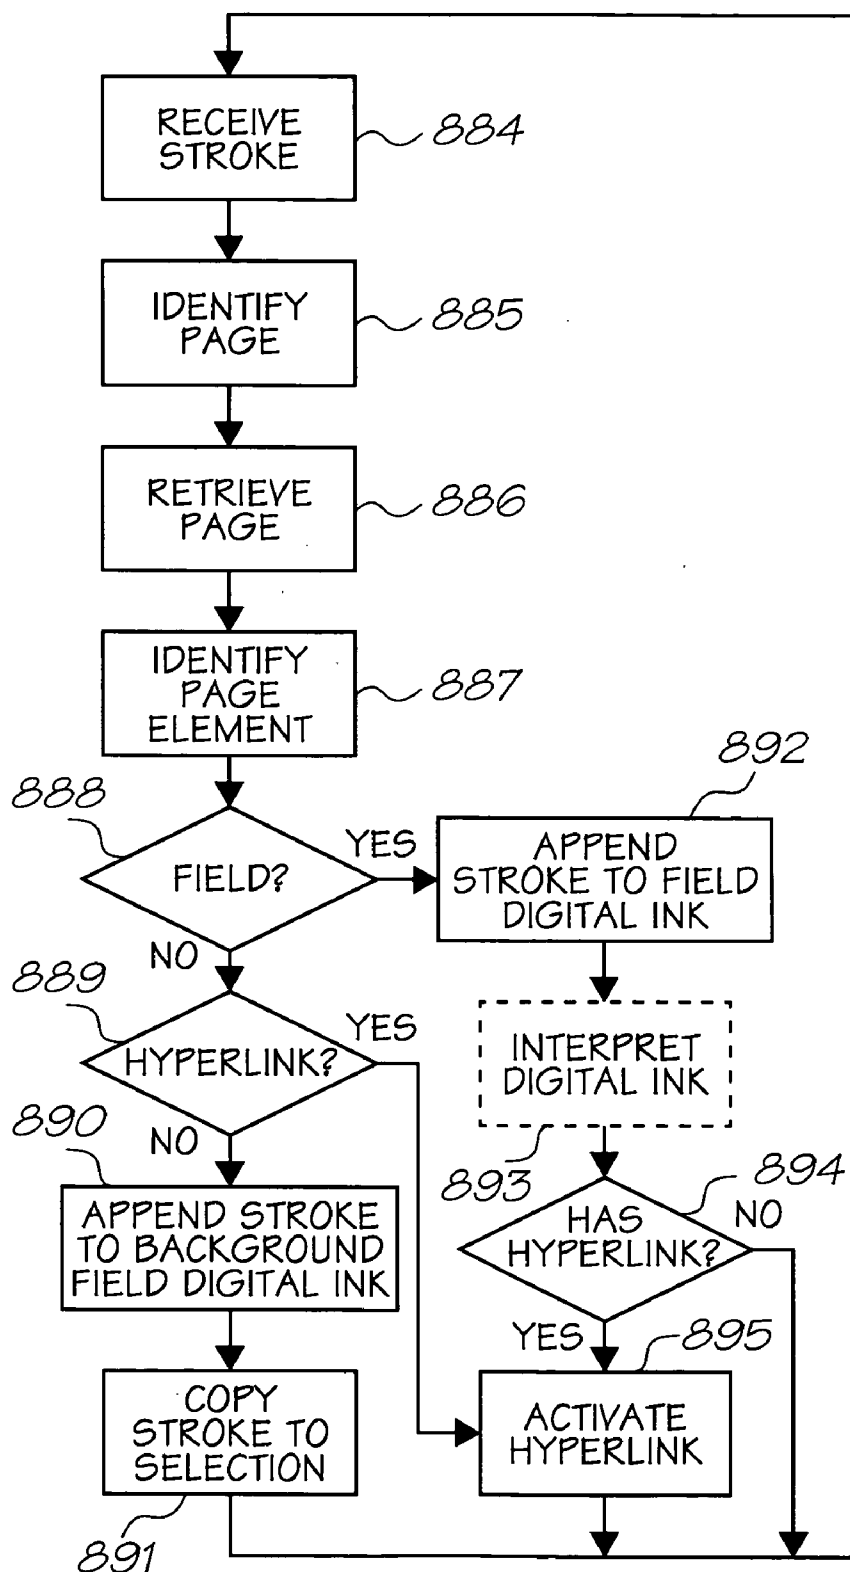 RECEIVE
STROKE
884
IDENTIFY
PAGE
885
RETRIEVE
PAGE
886
IDENTIFY
PAGE
ELEMENT
887
888
FIELD?
YES
NO
892
APPEND
STROKE TO FIELD
DIGITAL INK
889
HYPERLINK?
YES
NO
INTERPRET
DIGITAL INK
893
890
APPEND STROKE
TO BACKGROUND
FIELD DIGITAL INK
894
HAS
HYPERLINK?
NO
YES
895
COPY
STROKE TO
SELECTION
891
ACTIVATE
HYPERLINK